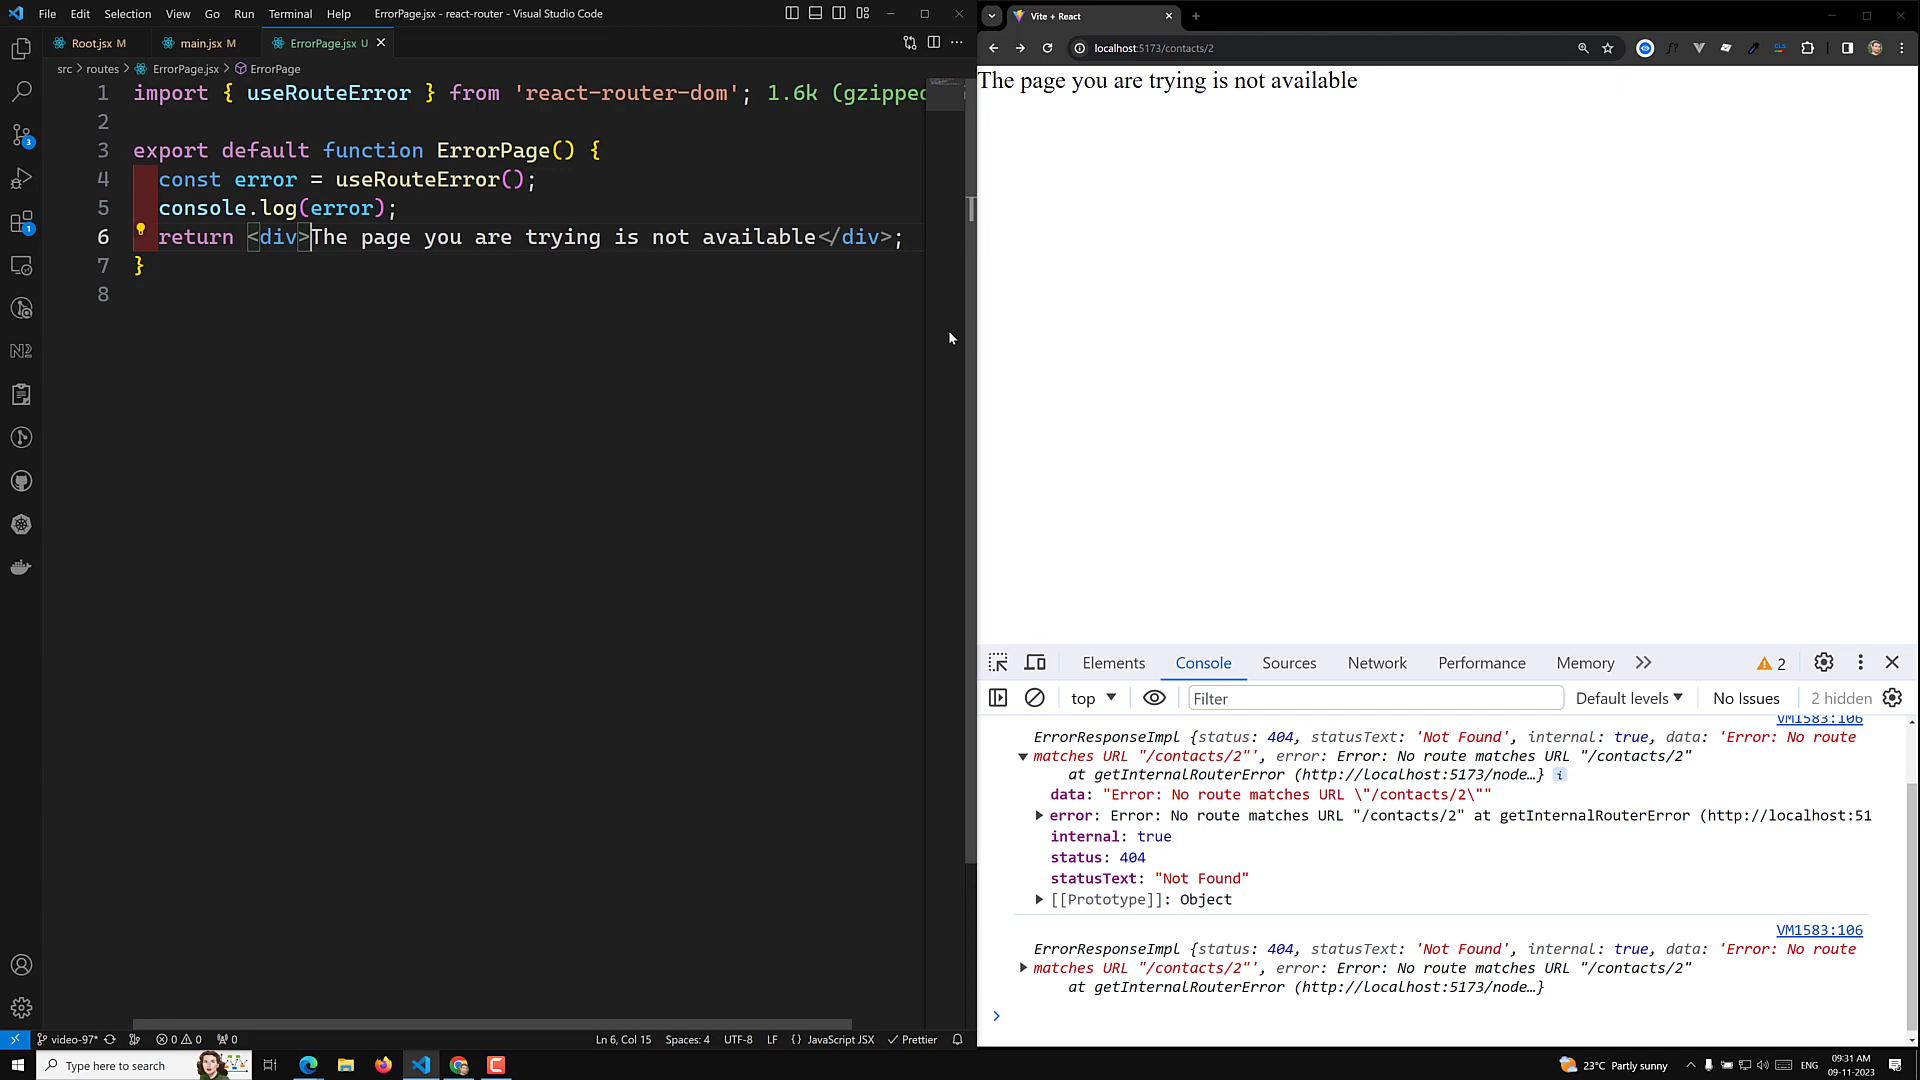 File Edit Selection View Go Run Terminal Help ErrorPage.jsx - react-router - Visual Studio Code
Root.jsx M main.jsx M ErrorPage.jsx U
src > routes > ErrorPage.jsx > ErrorPage
1 import { useRouteError } from 'react-router-dom'; 1.6k (gzipped
2
3 export default function ErrorPage() {
4 const error = useRouteError();
5 console.log(error);
6 return <div>The page you are trying is not available</div>;
7 }
8
3
1
N2
video-97* 0 0 0 Ln 6, Col 15 Spaces: 4 UTF-8 LF {} JavaScript JSX Prettier
Vite + React
localhost:5173/contacts/2
The page you are trying is not available
Elements Console Sources Network Performance Memory 2
top Filter Default levels No Issues 2 hidden
VM1583:106
ErrorResponseImpl {status: 404, statusText: 'Not Found', internal: true, data: 'Error: No route
matches URL "/contacts/2"', error: Error: No route matches URL "/contacts/2"
at getInternalRouterError (http://localhost:5173/node…} i
data: "Error: No route matches URL \"/contacts/2\""
error: Error: No route matches URL "/contacts/2" at getInternalRouterError (http://localhost:51
internal: true
status: 404
statusText: "Not Found"
[[Prototype]]: Object
VM1583:106
ErrorResponseImpl {status: 404, statusText: 'Not Found', internal: true, data: 'Error: No route
matches URL "/contacts/2"', error: Error: No route matches URL "/contacts/2"
at getInternalRouterError (http://localhost:5173/node…}
>
Type here to search
23°C Partly sunny ENG 09:31 AM
09-11-2023